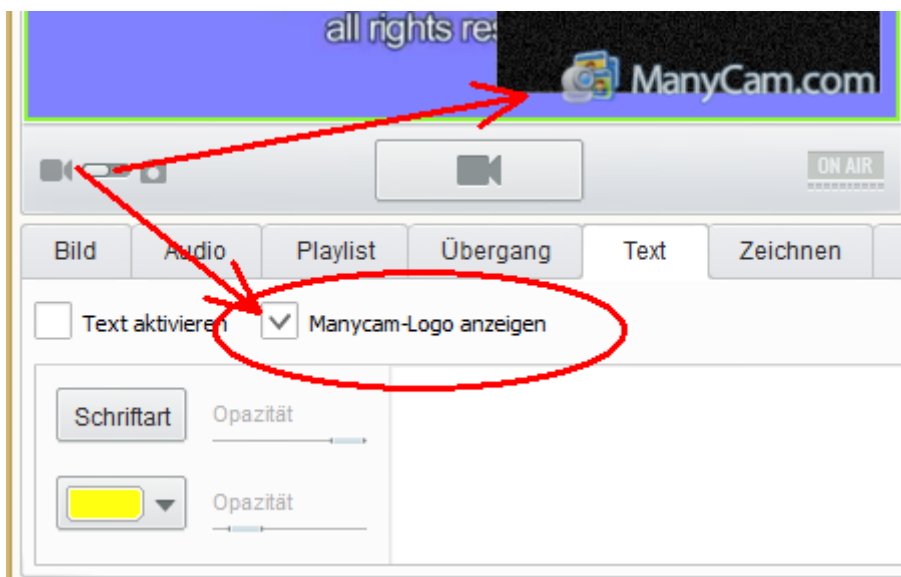 all rights res
ManyCam.com
ON AIR
Bild Audio Playlist Übergang Text Zeichnen
Text aktivieren Manycam-Logo anzeigen
Schriftart Opazität
Opazität